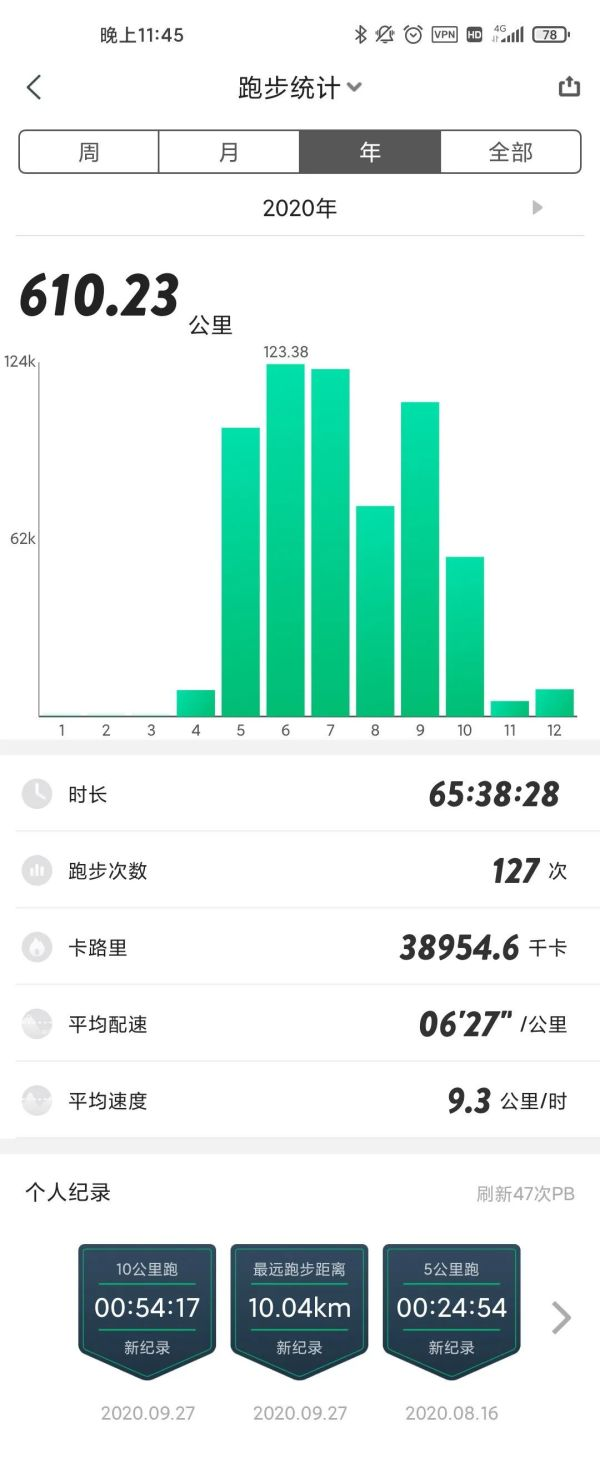 晚上11:45 VPN HD 4G 78
跑步统计
周 月 年 全部
2020年
610.23 公里
123.38
124k
62k
1 2 3 4 5 6 7 8 9 10 11 12
时长 65:38:28
跑步次数 127 次
卡路里 38954.6 千卡
平均配速 06'27" /公里
平均速度 9.3 公里/时
个人纪录 刷新47次PB
10公里跑 最远跑步距离 5公里跑
00:54:17 10.04km 00:24:54
新纪录 新纪录 新纪录
2020.09.27 2020.09.27 2020.08.16